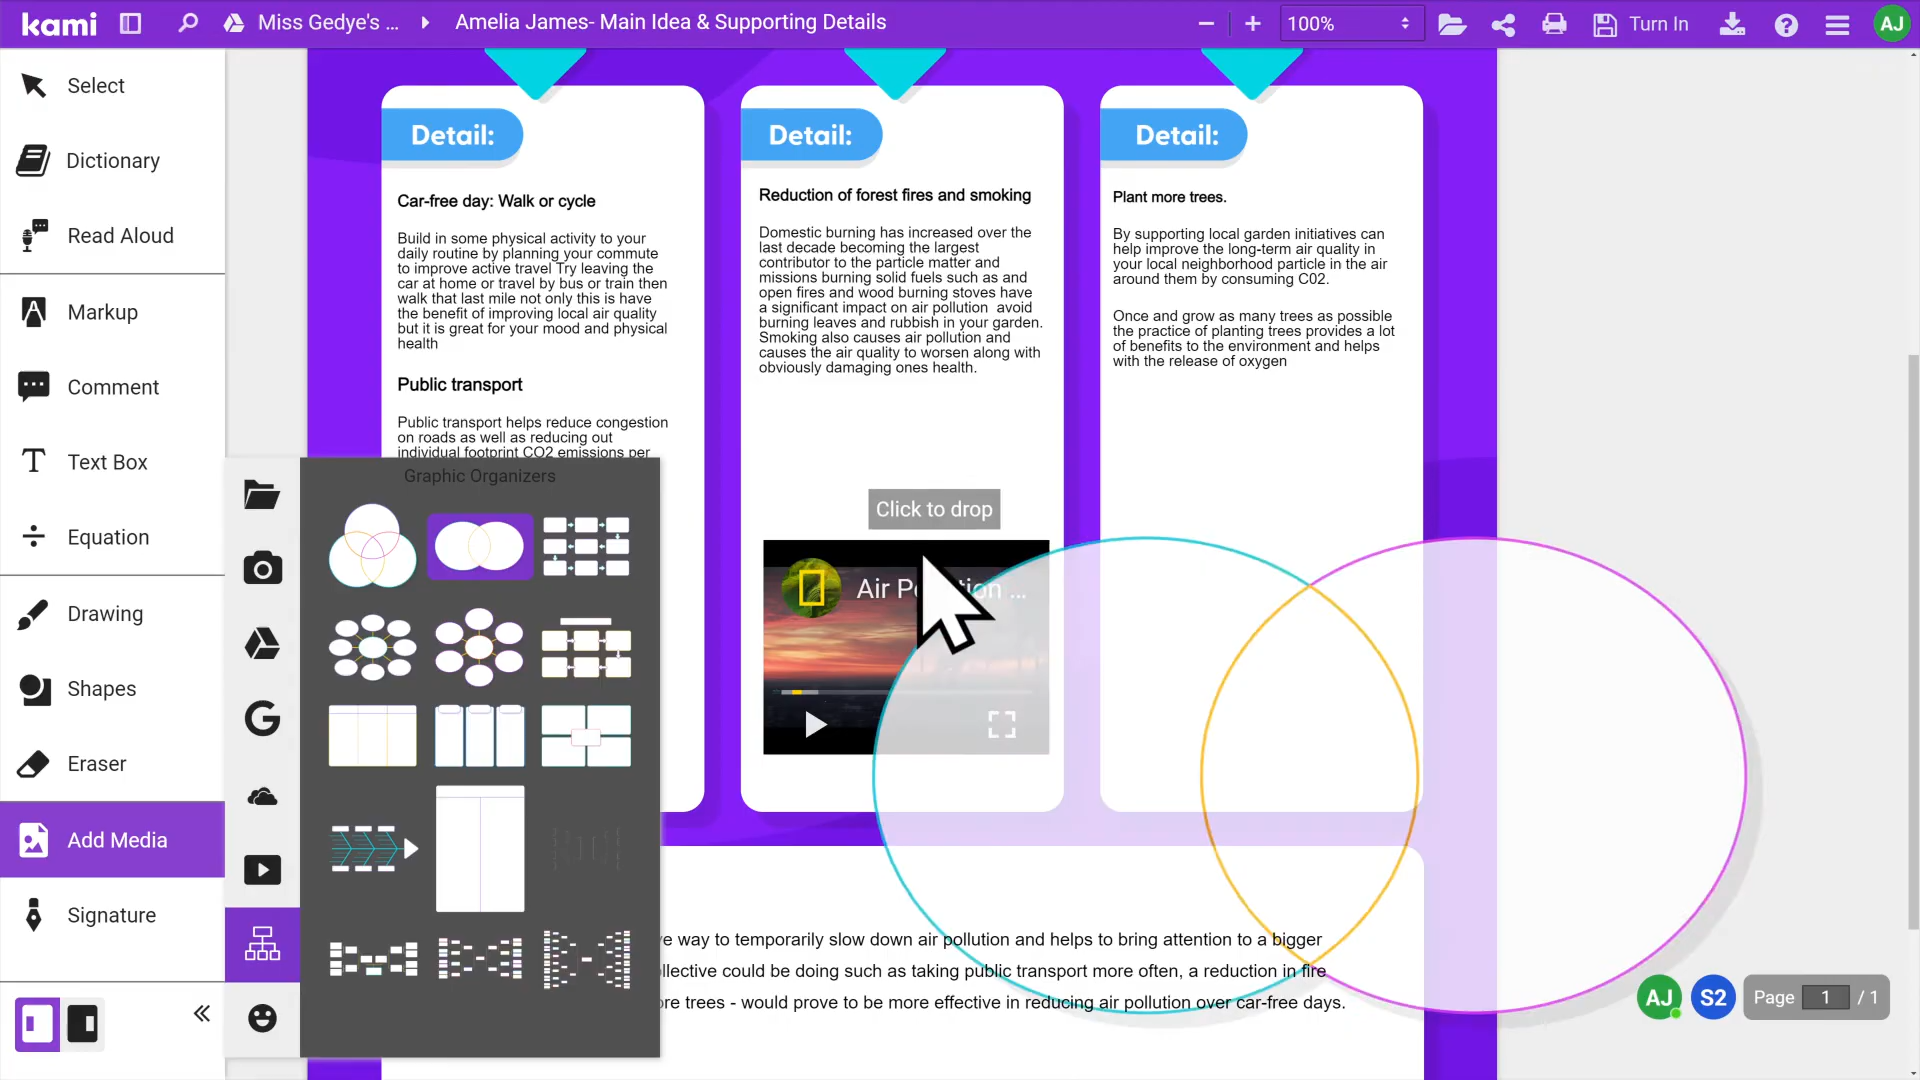 kami
Miss Gedye's ...
Amelia James- Main Idea & Supporting Details
100%
Turn In
AJ
Select
Dictionary
Read Aloud
Markup
Comment
Text Box
Equation
Drawing
Shapes
Eraser
Add Media
Signature
Detail:
Car-free day: Walk or cycle
Build in some physical activity to your
daily routine by planning your commute
to improve active travel Try leaving the
car at home or travel by bus or train then
walk that last mile not only this is have
the benefit of improving local air quality
but it is great for your mood and physical
health
Public transport
Public transport helps reduce congestion
on roads as well as reducing out
individual footprint CO2 emissions per
Graphic Organizers
Detail:
Reduction of forest fires and smoking
Domestic burning has increased over the
last decade becoming the largest
contributor to the particle matter and
missions burning solid fuels such as and
open fires and wood burning stoves have
a significant impact on air pollution avoid
burning leaves and rubbish in your garden.
Smoking also causes air pollution and
causes the air quality to worsen along with
obviously damaging ones health.
Click to drop
Air
Detail:
Plant more trees.
By supporting local garden initiatives can
help improve the long-term air quality in
your local neighborhood particle in the air
around them by consuming C02.
Once and grow as many trees as possible
the practice of planting trees provides a lot
of benefits to the environment and helps
with the release of oxygen
way to temporarily slow down air pollution and helps to bring attention to a bigger
could be doing such as taking public transport more often, a reduction in fire
trees - would prove to be more effective in reducing air pollution over car-free days.
AJ
S2
Page 1 / 1